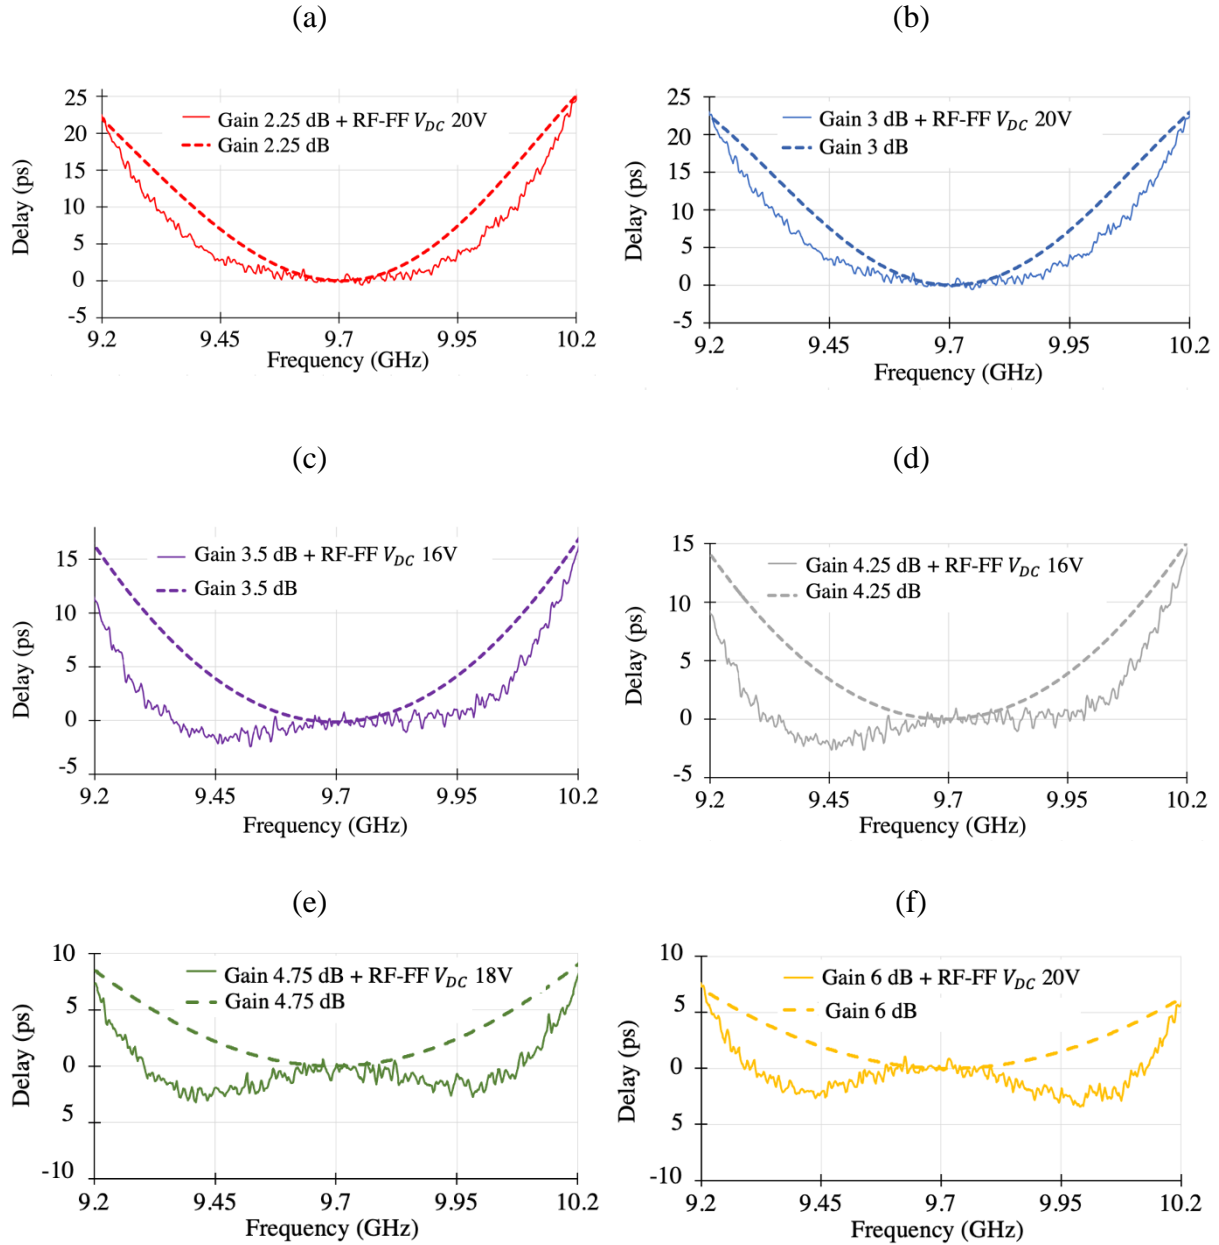 (a)
(b)
Gain 2.25 dB + RF-FF V_DC 20V
Gain 2.25 dB
25
20
15
10
5
0
-5
Delay (ps)
9.2
9.45
9.7
9.95
10.2
Frequency (GHz)
Gain 3 dB + RF-FF V_DC 20V
Gain 3 dB
25
20
15
10
5
0
-5
Delay (ps)
9.2
9.45
9.7
9.95
10.2
Frequency (GHz)
(c)
(d)
Gain 3.5 dB + RF-FF V_DC 16V
Gain 3.5 dB
15
10
5
0
-5
Delay (ps)
9.2
9.45
9.7
9.95
10.2
Frequency (GHz)
Gain 4.25 dB + RF-FF V_DC 16V
Gain 4.25 dB
15
10
5
0
-5
Delay (ps)
9.2
9.45
9.7
9.95
10.2
Frequency (GHz)
(e)
(f)
Gain 4.75 dB + RF-FF V_DC 18V
Gain 4.75 dB
10
5
0
5
-10
Delay (ps)
9.2
9.45
9.7
9.95
10.2
Frequency (GHz)
Gain 6 dB + RF-FF V_DC 20V
Gain 6 dB
10
5
0
5
-10
Delay (ps)
9.2
9.45
9.7
9.95
10.2
Frequency (GHz)